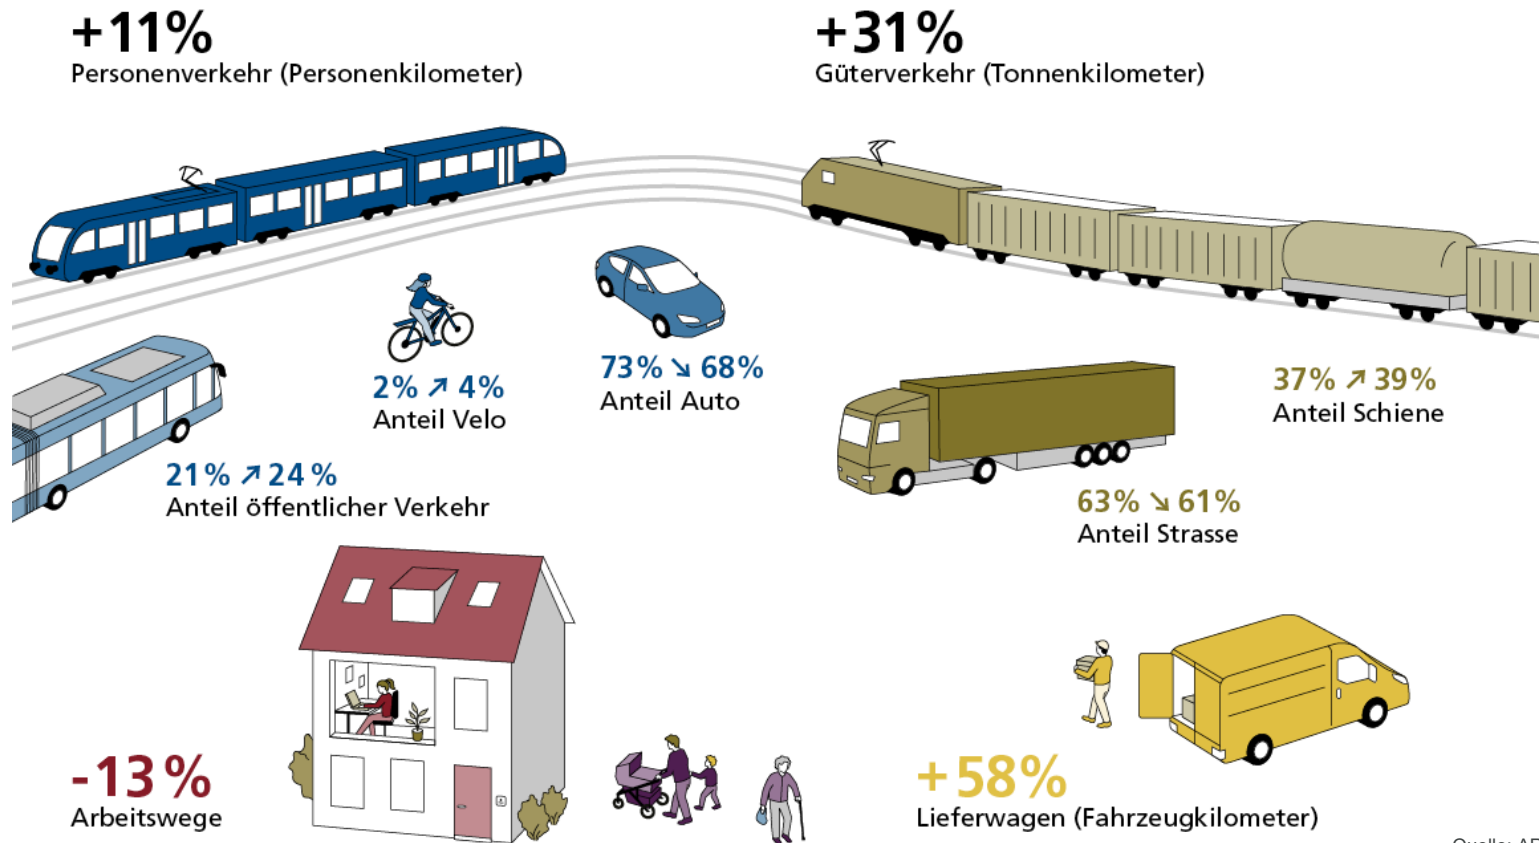 +11%
Personenverkehr (Personenkilometer)
+31%
Güterverkehr (Tonnenkilometer)
2% ↗ 4%
Anteil Velo
73% ↘ 68%
Anteil Auto
37% ↗ 39%
Anteil Schiene
21% ↗ 24%
Anteil öffentlicher Verkehr
63% ↘ 61%
Anteil Strasse
-13%
Arbeitswege
+58%
Lieferwagen (Fahrzeugkilometer)